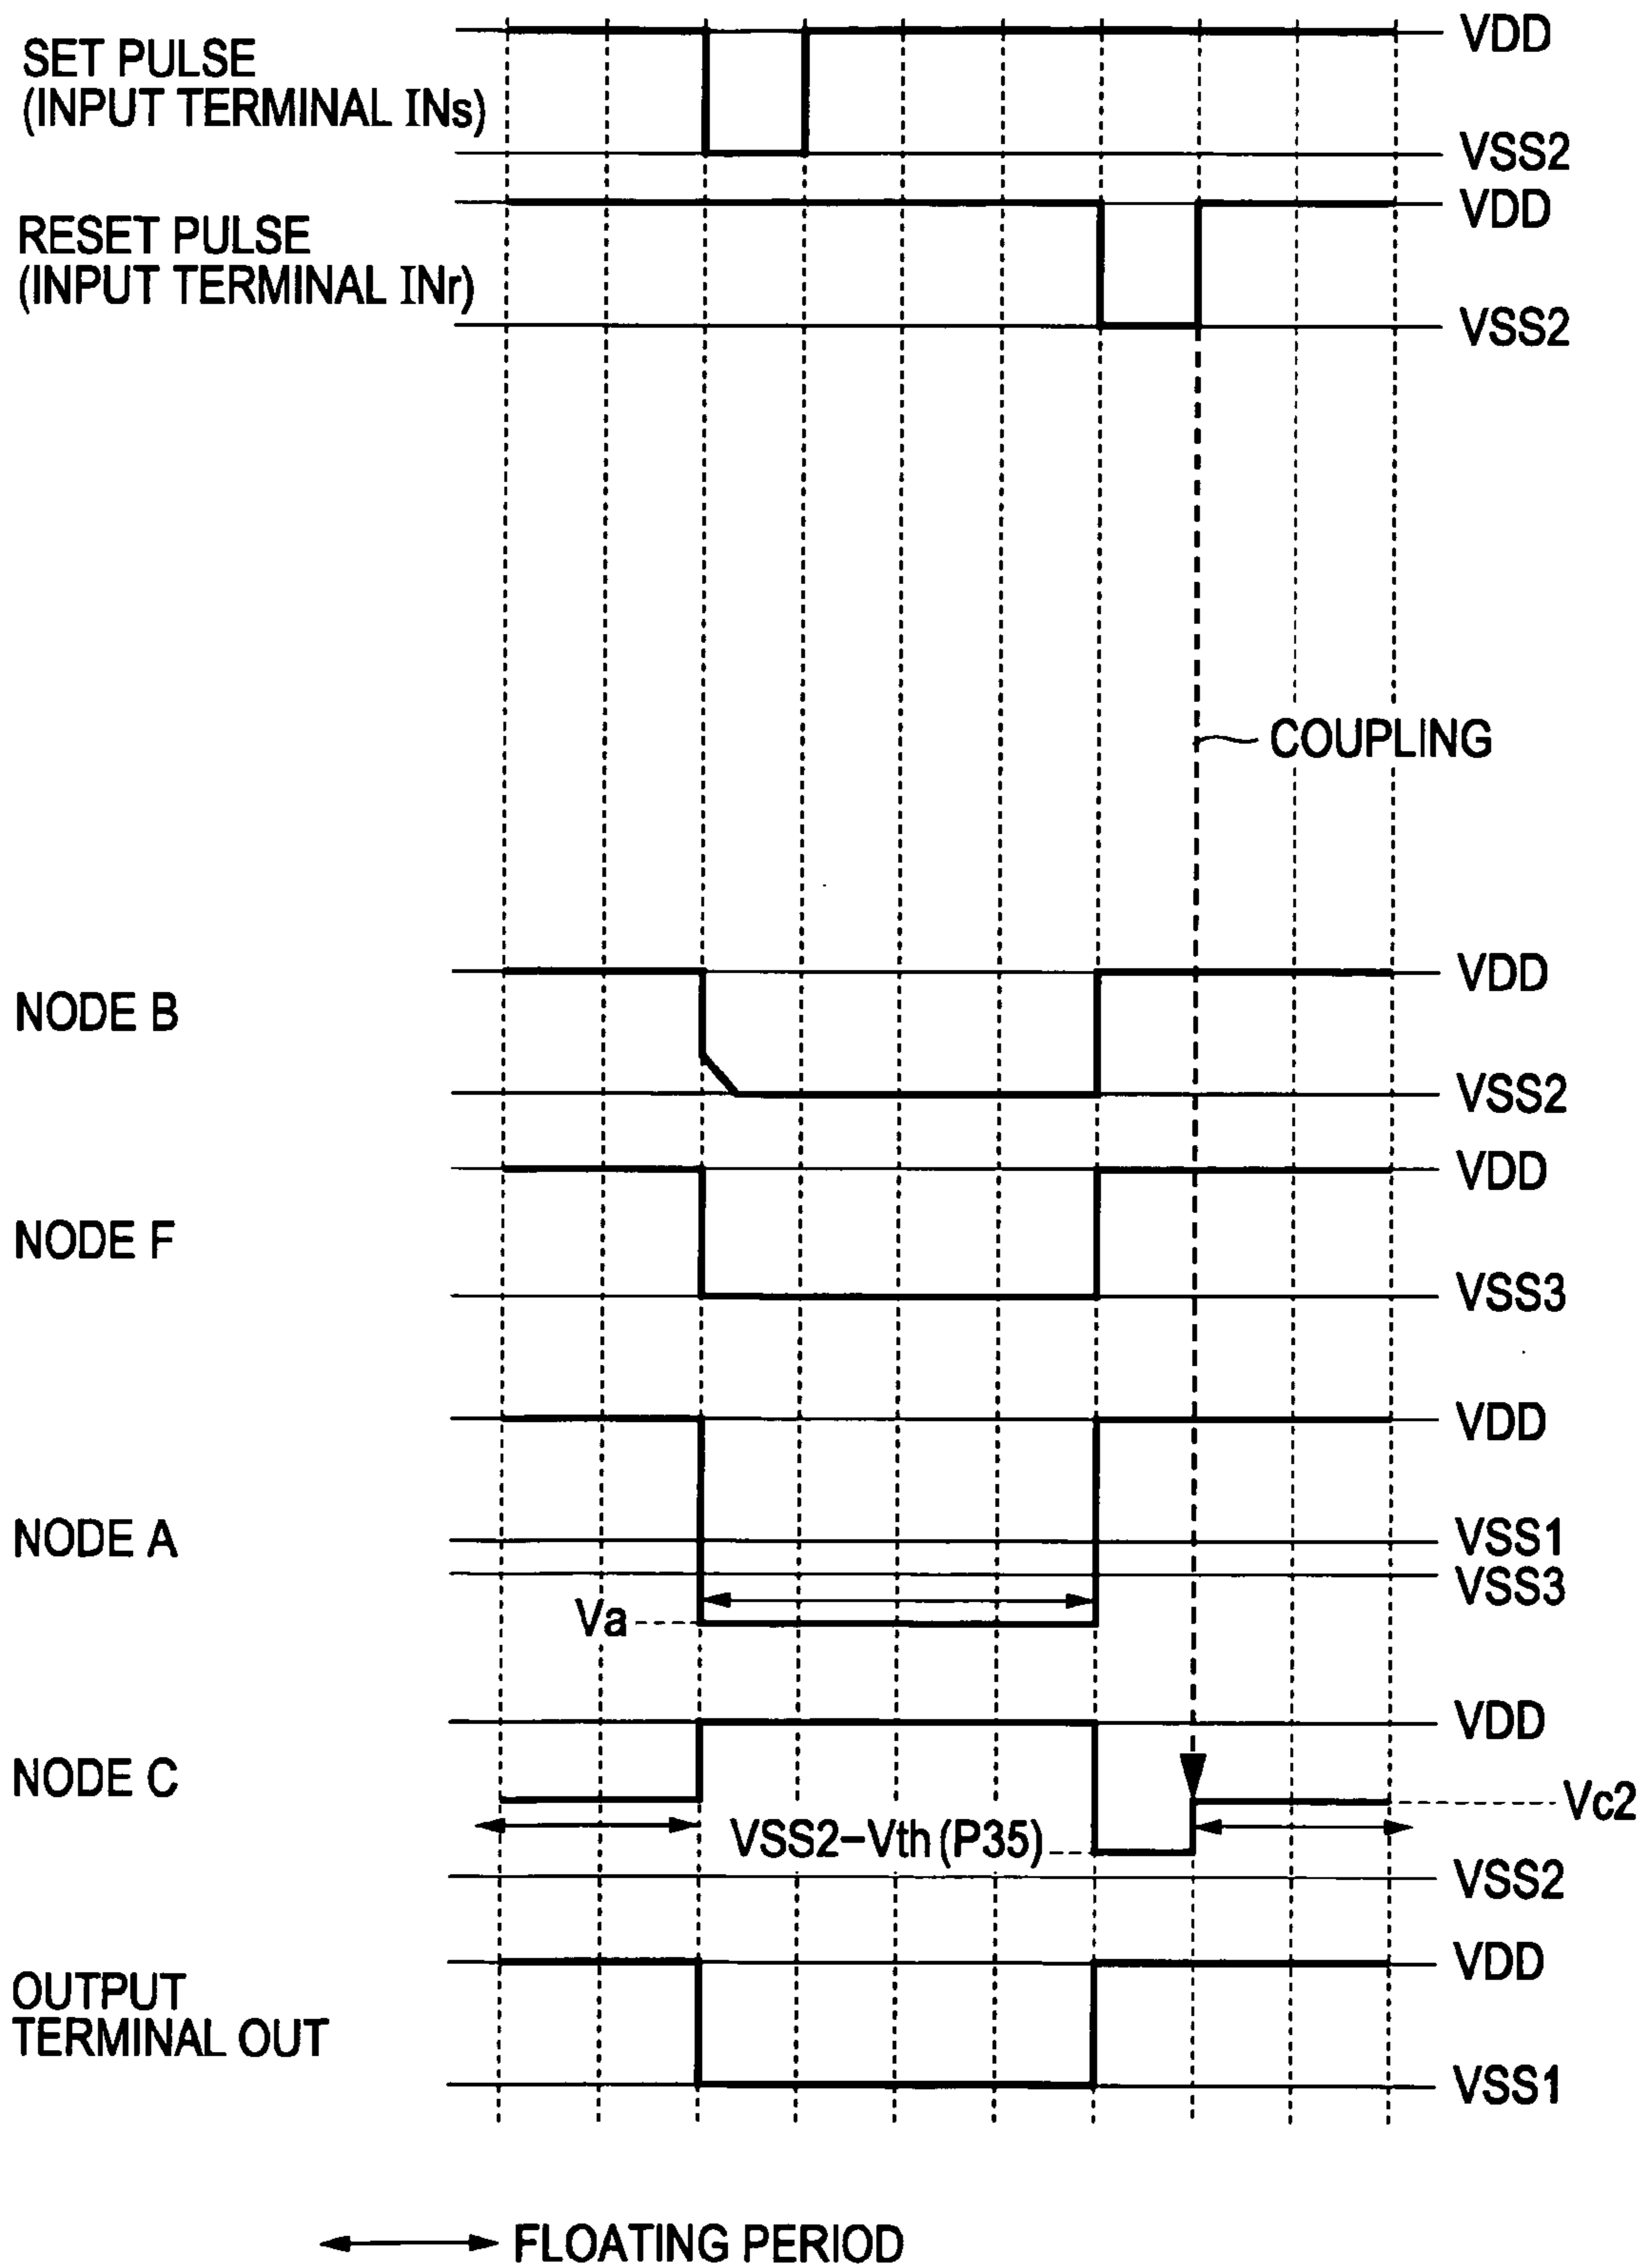 SET PULSE
(INPUT TERMINAL INs)
VDD
VSS2
RESET PULSE
(INPUT TERMINAL INr)
VDD
VSS2
COUPLING
NODE B
VDD
VSS2
NODE F
VDD
VSS3
NODE A
VDD
VSS1
VSS3
Va
NODE C
VDD
Vc2
VSS2-Vth (P35)
VSS2
OUTPUT
TERMINAL OUT
VDD
VSS1
FLOATING PERIOD